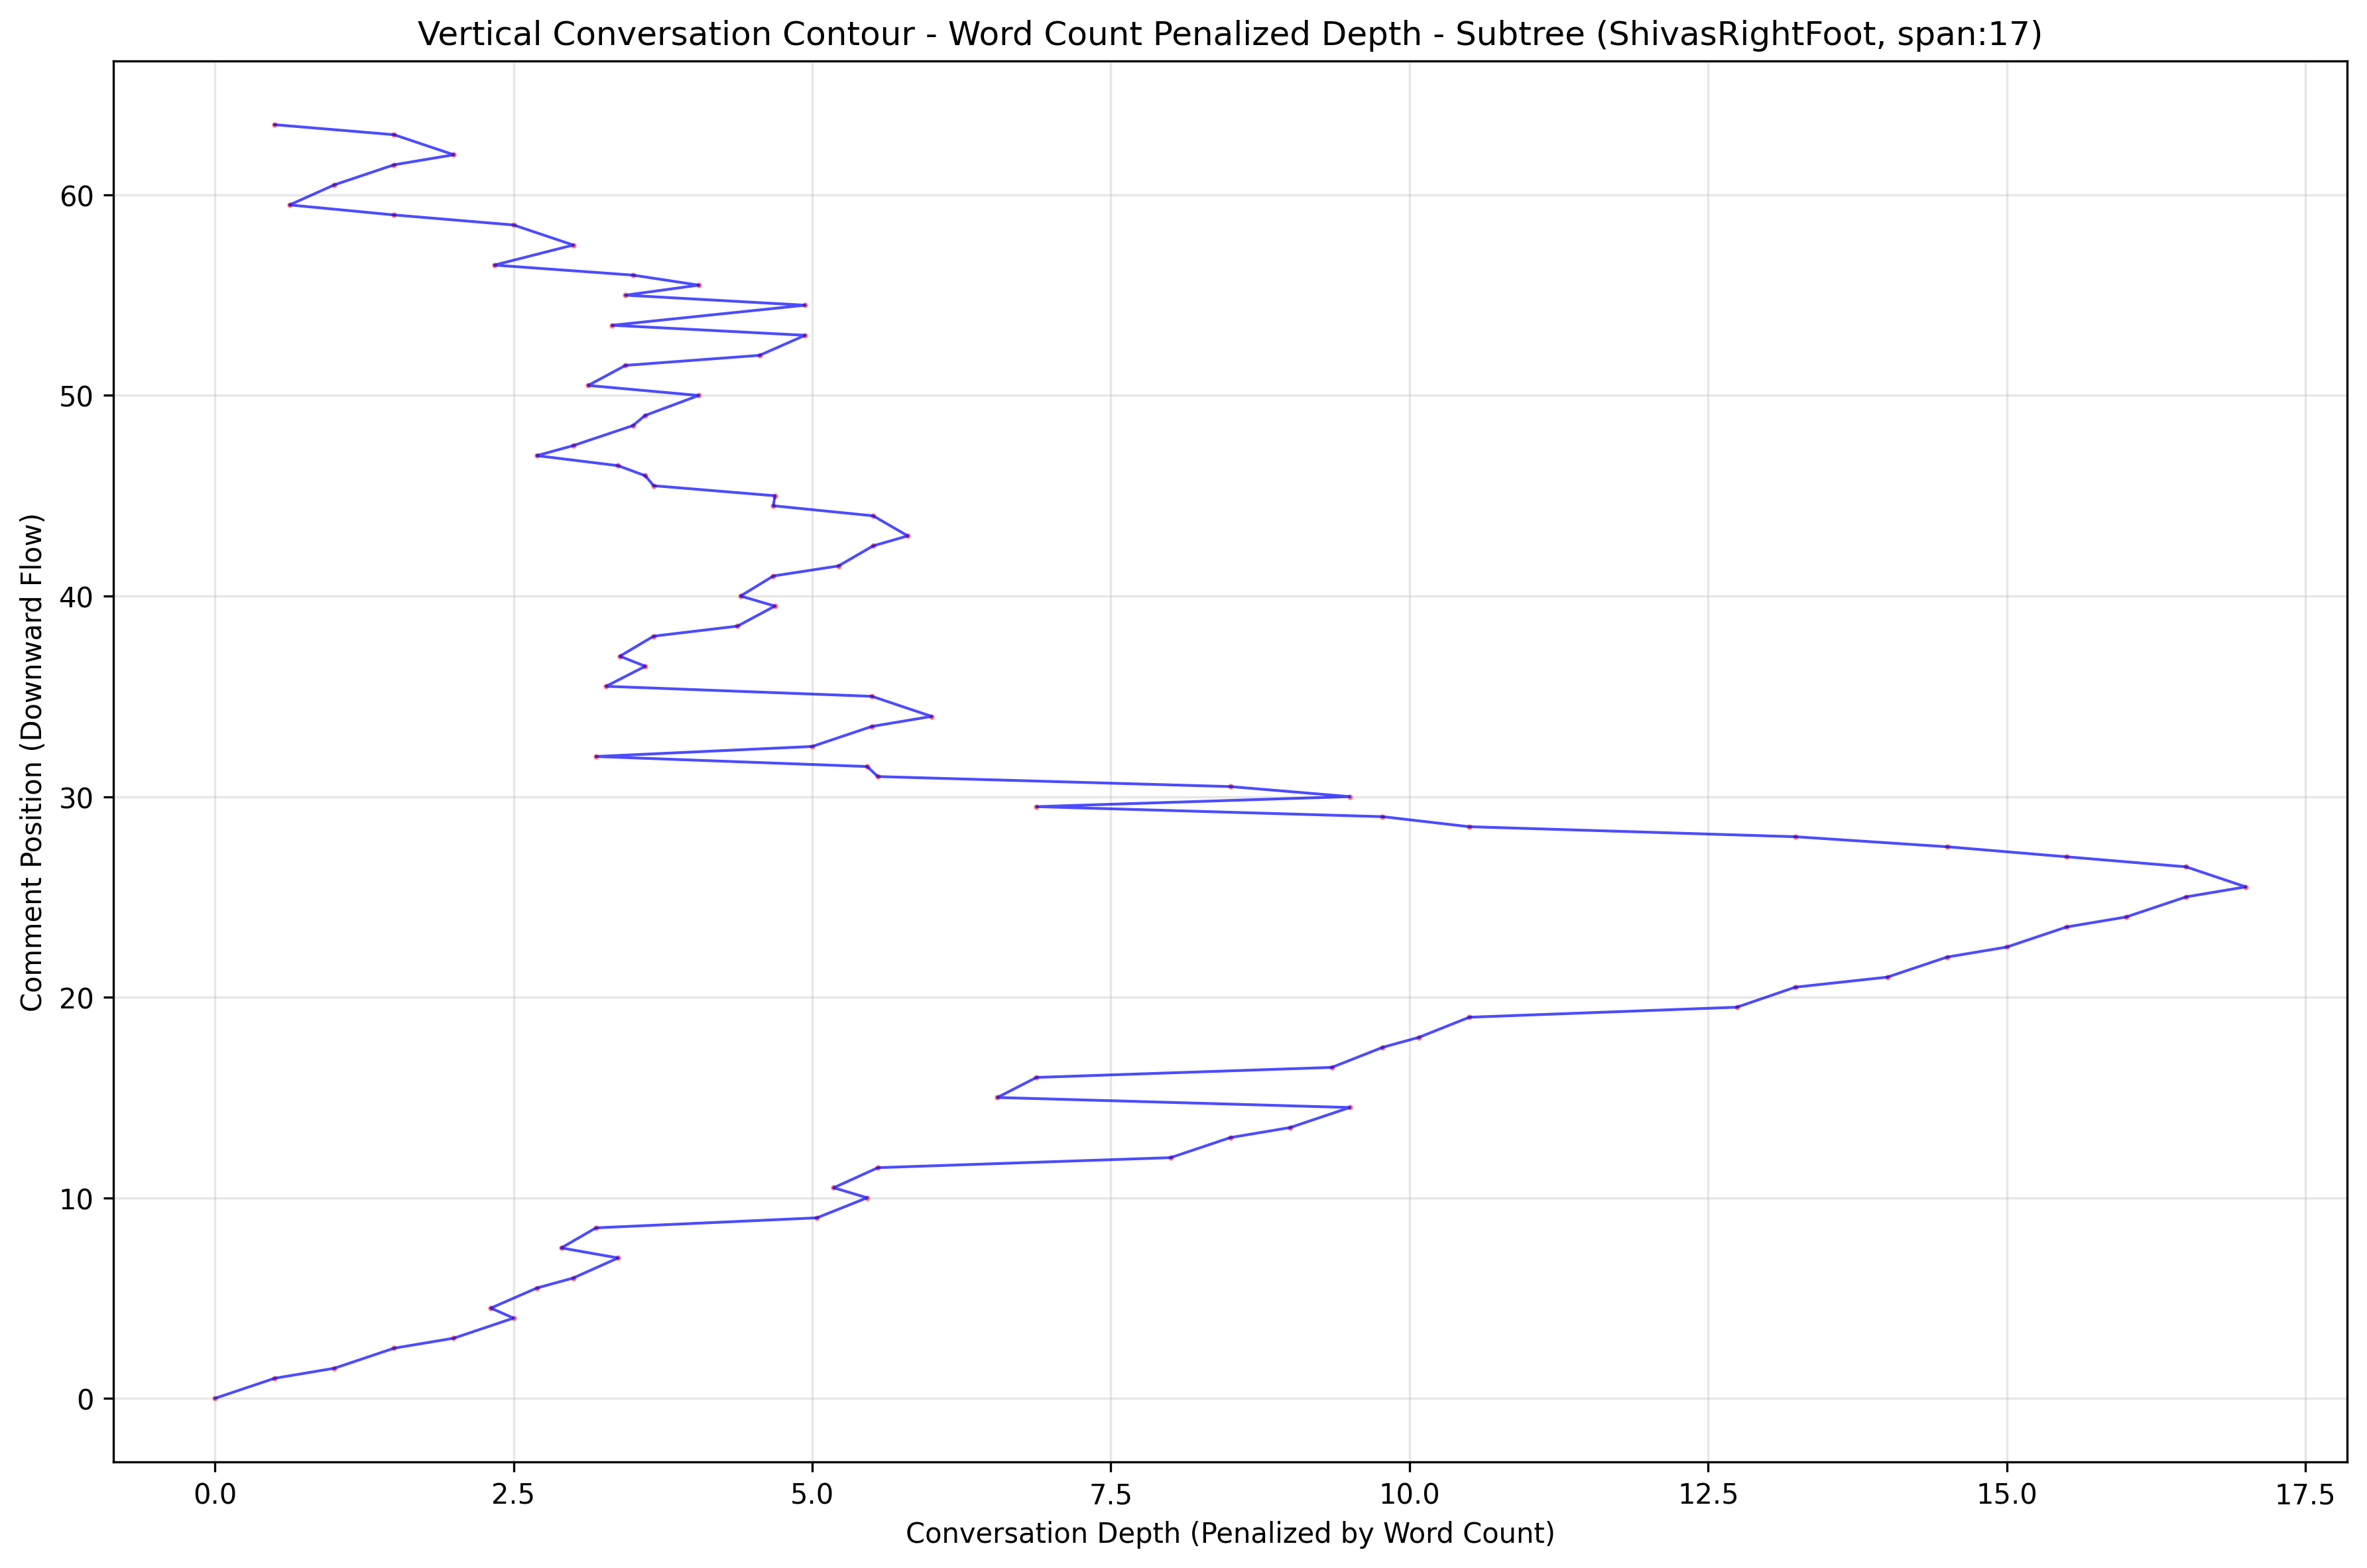 Vertical Conversation Contour - Word Count Penalized Depth - Subtree (ShivasRightFoot, span:17)
Comment Position (Downward Flow)
60
50
40
30
20
10
0
0.0 2.5 5.0 7.5 10.0 12.5 15.0 17.5
Conversation Depth (Penalized by Word Count)